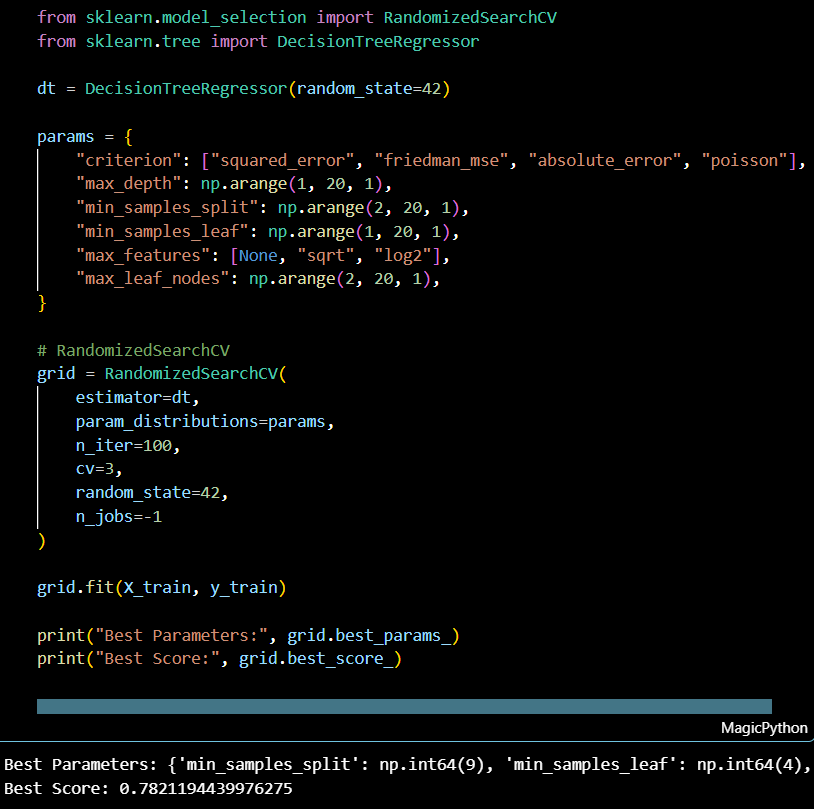 from sklearn.model_selection import RandomizedSearchCV
from sklearn.tree import DecisionTreeRegressor
dt = DecisionTreeRegressor(random_state=42)
params = {
"criterion": ["squared_error", "friedman_mse", "absolute_error", "poisson"],
"max_depth": np.arange(1, 20, 1),
"min_samples_split": np.arange(2, 20, 1),
"min_samples_leaf": np.arange(1, 20, 1),
"max_features": [None, "sqrt", "log2"],
"max_leaf_nodes": np.arange(2, 20, 1),
}
# RandomizedSearchCV
grid = RandomizedSearchCV(
estimator=dt,
param_distributions=params,
n_iter=100,
cv=3,
random_state=42,
n_jobs=-1
)
grid.fit(X_train, y_train)
print("Best Parameters:", grid.best_params_)
print("Best Score:", grid.best_score_)
MagicPython
Best Parameters: {'min_samples_split': np.int64(9), 'min_samples_leaf': np.int64(4),
Best Score: 0.7821194439976275